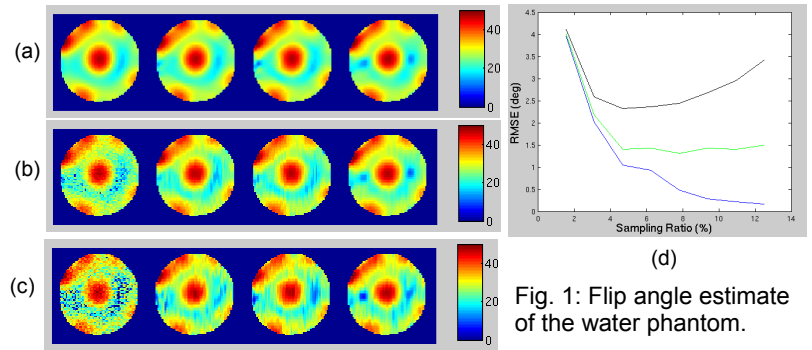 (a)
40
20
0
(b)
40
20
0
(c)
40
20
0
RMSE (deg)
4.5
4
3.5
3
2.5
2
1.5
1
0.5
0
0 2 4 6 8 10 12 14
Sampling Ratio (%)
(d)
Fig. 1: Flip angle estimate
of the water phantom.